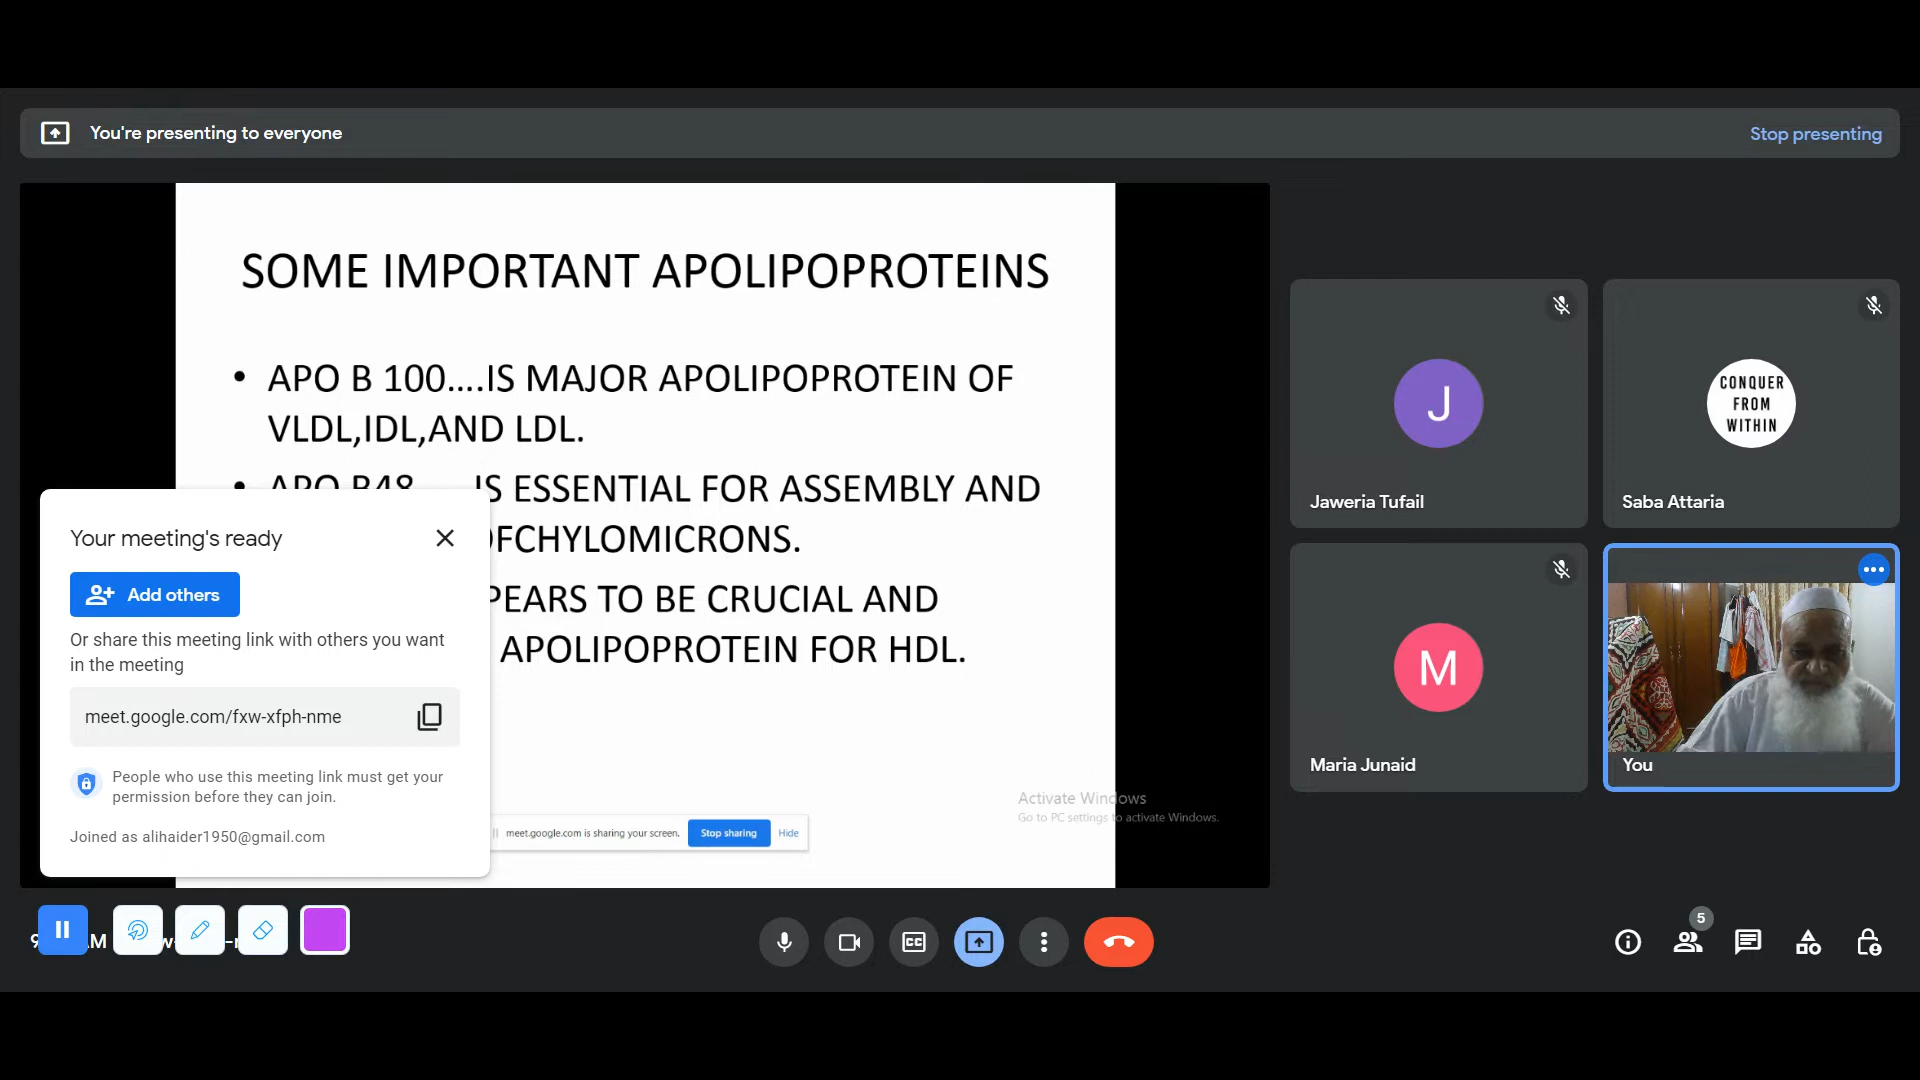 You're presenting to everyone
Stop presenting
SOME IMPORTANT APOLIPOPROTEINS
• APO B 100....IS MAJOR APOLIPOPROTEIN OF
VLDL,IDL,AND LDL.
• APO B48 IS ESSENTIAL FOR ASSEMBLY AND
OFCHYLOMICRONS.
PEARS TO BE CRUCIAL AND
APOLIPOPROTEIN FOR HDL.
Your meeting's ready
Add others
Or share this meeting link with others you want
in the meeting
meet.google.com/fxw-xfph-nme
People who use this meeting link must get your
permission before they can join.
Joined as alihaider1950@gmail.com
meet.google.com is sharing your screen.
Stop sharing
Hide
Activate Windows
Go to PC settings to activate Windows.
J
Jaweria Tufail
CONQUER
FROM
WITHIN
Saba Attaria
M
Maria Junaid
You
CC
5